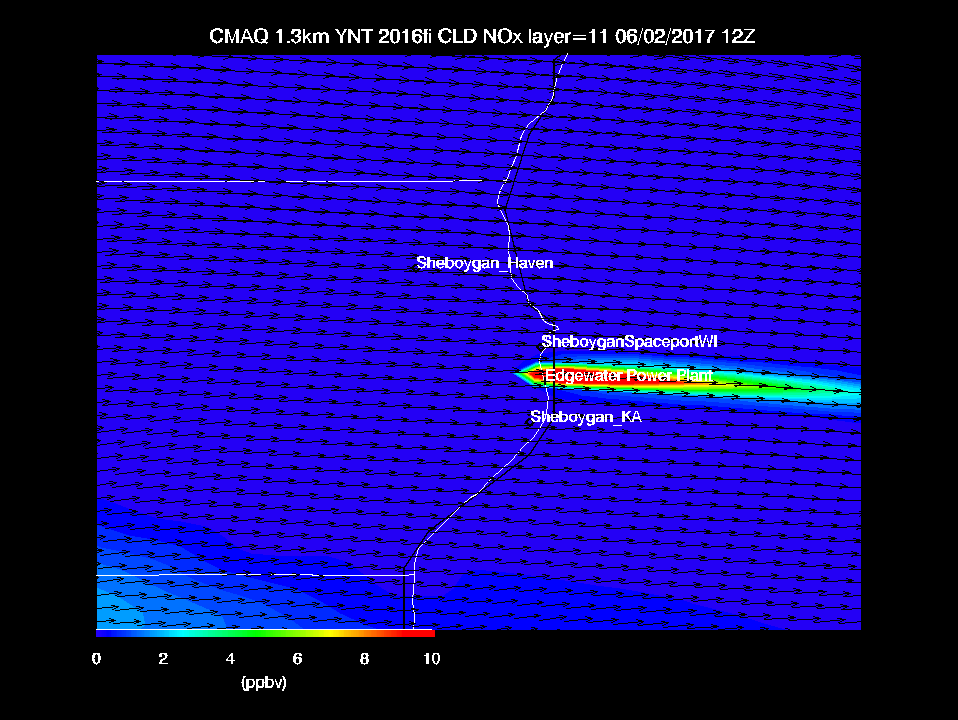 CMAQ 1.3km YNT 2016fi CLD NOx layer=11 06/02/2017 12Z
Sheboygan_Haven
SheboyganSpaceportWI
Edgewater Power Plant
Sheboygan_KA
0 2 4 6 8 10
(ppbv)